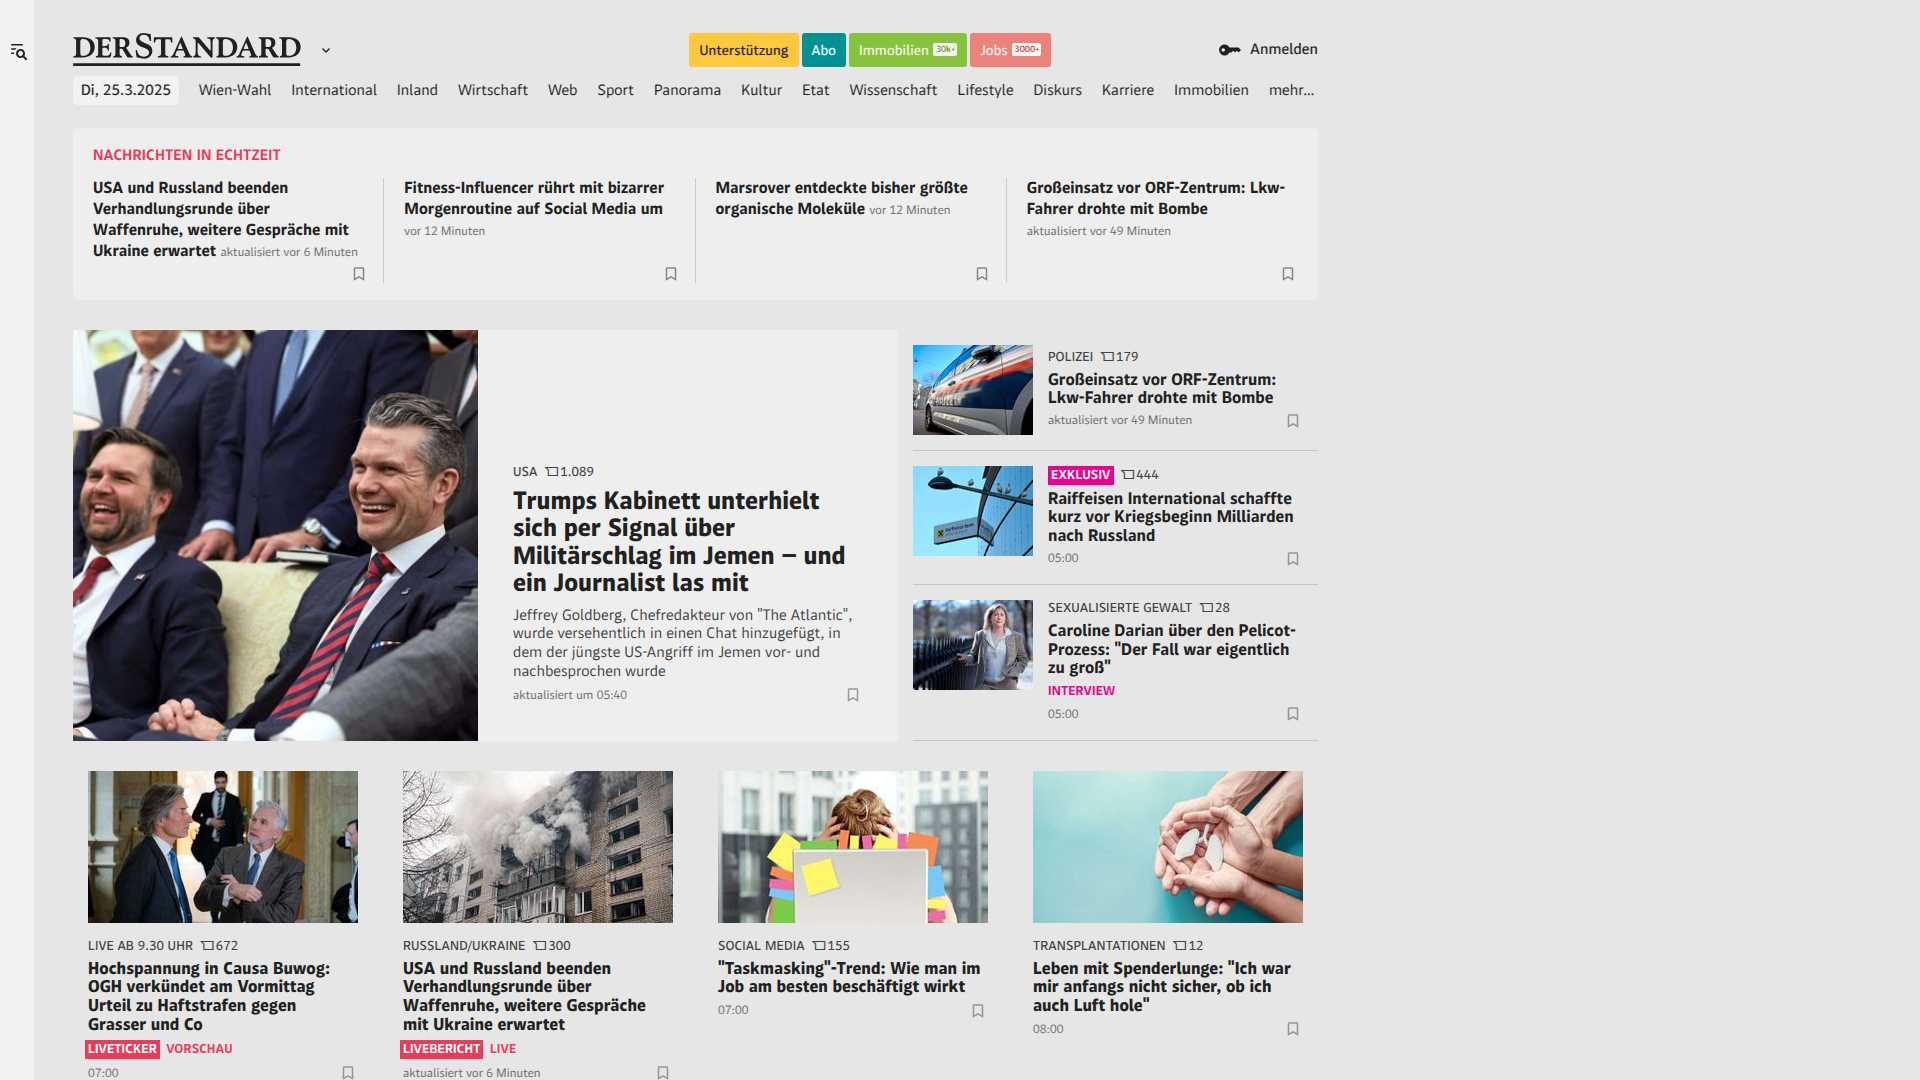 DERSTANDARD
Unterstützung
Abo
Immobilien 30k+
Jobs 3000+
Anmelden
Di, 25.3.2025
Wien-Wahl
International
Inland
Wirtschaft
Web
Sport
Panorama
Kultur
Etat
Wissenschaft
Lifestyle
Diskurs
Karriere
Immobilien
mehr...
NACHRICHTEN IN ECHTZEIT
USA und Russland beenden
Verhandlungsrunde über
Waffenruhe, weitere Gespräche mit
Ukraine erwartet aktualisiert vor 6 Minuten
Fitness-Influencer rührt mit bizarrer
Morgenroutine auf Social Media um
vor 12 Minuten
Marsrover entdeckte bisher größte
organische Moleküle vor 12 Minuten
Großeinsatz vor ORF-Zentrum: Lkw-
Fahrer drohte mit Bombe
aktualisiert vor 49 Minuten
USA 1.089
Trumps Kabinett unterhielt
sich per Signal über
Militärschlag im Jemen – und
ein Journalist las mit
Jeffrey Goldberg, Chefredakteur von "The Atlantic",
wurde versehentlich in einen Chat hinzugefügt, in
dem der jüngste US-Angriff im Jemen vor- und
nachbesprochen wurde
aktualisiert um 05:40
POLIZEI 179
Großeinsatz vor ORF-Zentrum:
Lkw-Fahrer drohte mit Bombe
aktualisiert vor 49 Minuten
EXKLUSIV 444
Raiffeisen International schaffte
kurz vor Kriegsbeginn Milliarden
nach Russland
05:00
SEXUALISIERTE GEWALT 28
Caroline Darian über den Pelicot-
Prozess: "Der Fall war eigentlich
zu groß"
INTERVIEW
05:00
LIVE AB 9.30 UHR 672
Hochspannung in Causa Buwog:
OGH verkündet am Vormittag
Urteil zu Haftstrafen gegen
Grasser und Co
LIVETICKER VORSCHAU
07:00
RUSSLAND/UKRAINE 300
USA und Russland beenden
Verhandlungsrunde über
Waffenruhe, weitere Gespräche
mit Ukraine erwartet
LIVEBERICHT LIVE
aktualisiert vor 6 Minuten
SOCIAL MEDIA 155
"Taskmasking"-Trend: Wie man im
Job am besten beschäftigt wirkt
07:00
TRANSPLANTATIONEN 12
Leben mit Spenderlunge: "Ich war
mir anfangs nicht sicher, ob ich
auch Luft hole"
08:00